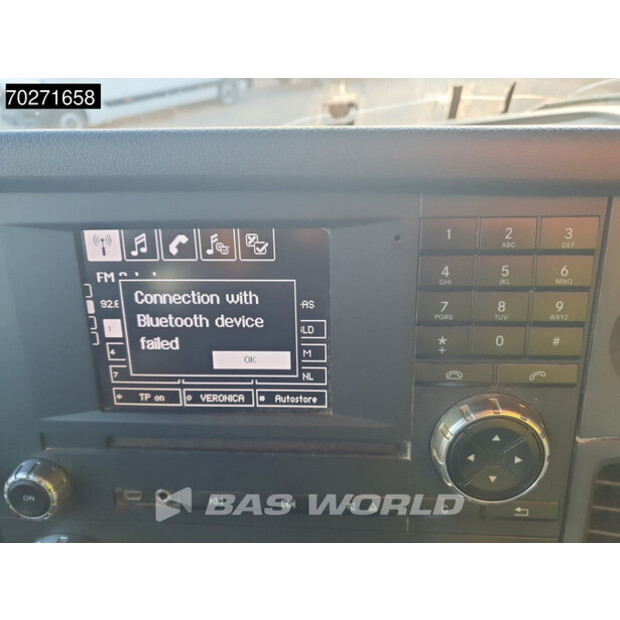 70271658
FM
92.8
Connection with
Bluetooth device
failed
OK
AS
LD
M
NL
1
4
7
* TP on
0 VERONICA
# Autostore
1
2 ABC
3 DEF
4 GHI
5 JKL
6 MNO
7 PQRS
8 TUV
9 WXYZ
* +
0
#
ON
BAS WORLD